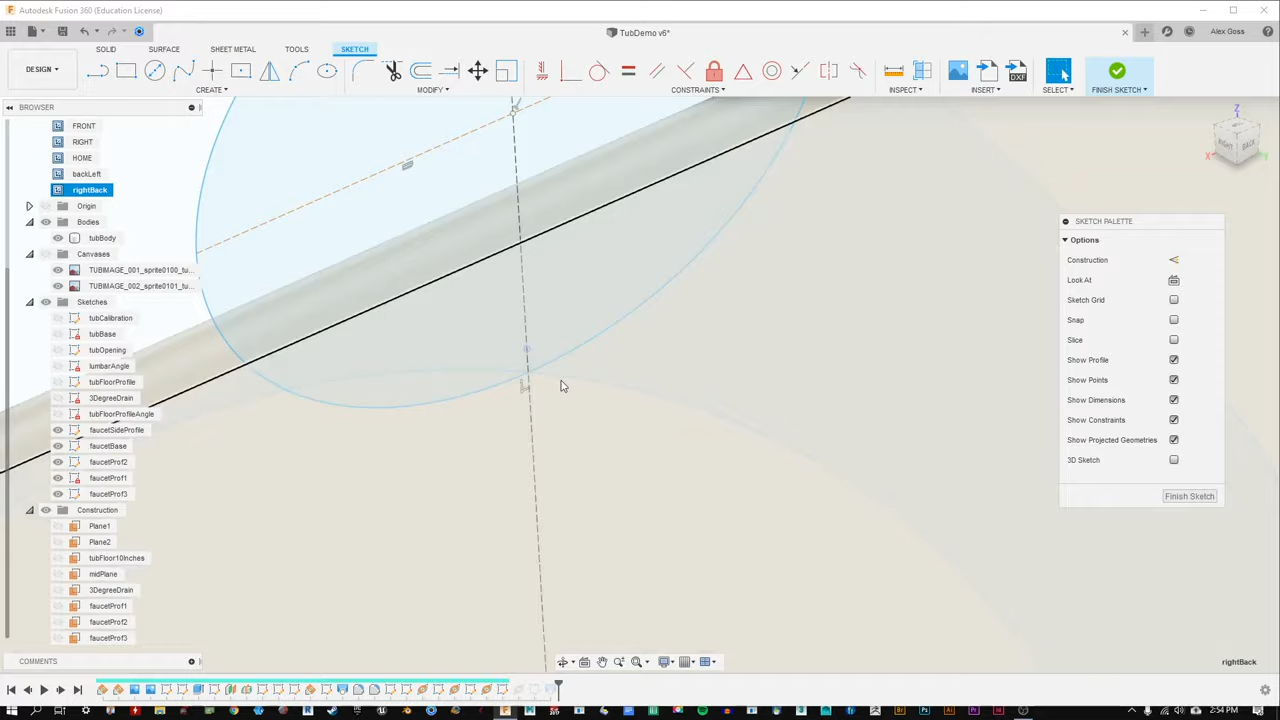 Autodesk Fusion 360 (Education License)
TubDemo v6*
Alex Goss
DESIGN
SOLID
SURFACE
SHEET METAL
TOOLS
SKETCH
CREATE
MODIFY
CONSTRAINTS
INSPECT
INSERT
SELECT
FINISH SKETCH
BROWSER
FRONT
RIGHT
HOME
backLeft
rightBack
Origin
Bodies
tubBody
Canvases
TUBIMAGE_001_sprite0100_tu...
TUBIMAGE_002_sprite0101_tu...
Sketches
tubCalibration
tubBase
tubOpening
lumbarAngle
tubFloorProfile
3DegreeDrain
tubFloorProfileAngle
faucetSideProfile
faucetBase
faucetProf2
faucetProf1
faucetProf3
Construction
Plane1
Plane2
tubFloor10Inches
midPlane
3DegreeDrain
faucetProf1
faucetProf2
faucetProf3
COMMENTS
Z
RIGHT
BACK
X
SKETCH PALETTE
Options
Construction
Look At
Sketch Grid
Snap
Slice
Show Profile
Show Points
Show Dimensions
Show Constraints
Show Projected Geometries
3D Sketch
Finish Sketch
rightBack
2:54 PM